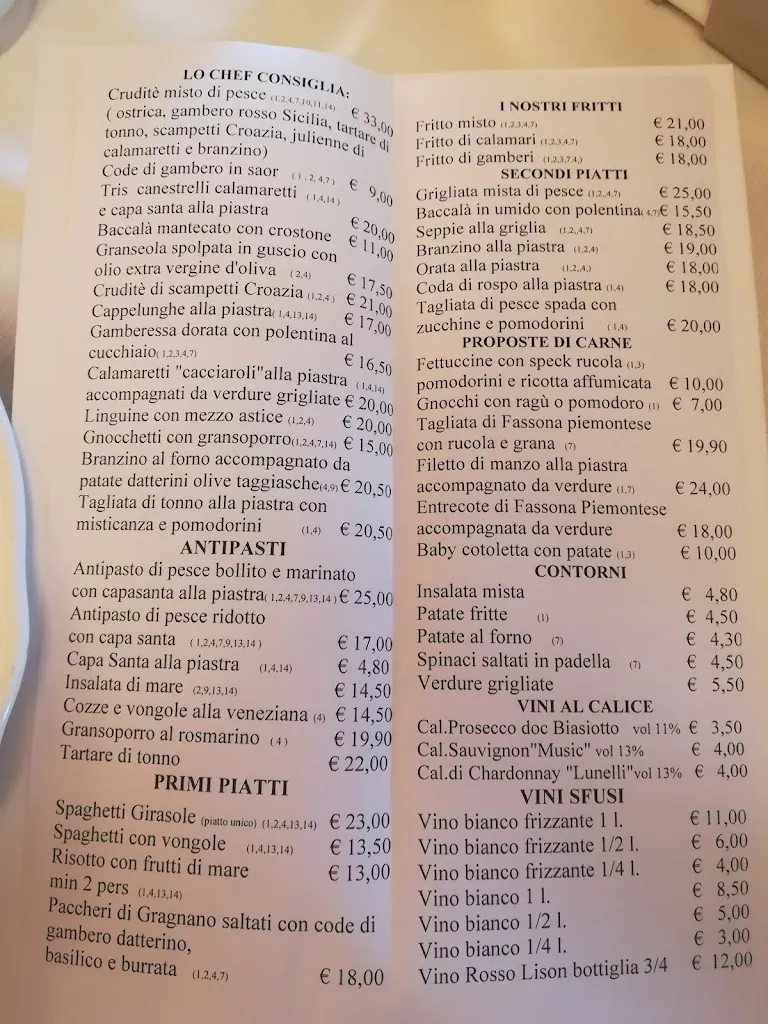 LO CHEF CONSIGLIA:
Crudité misto di pesce (1,2,4,7,10,11,14) € 33,00
( ostrica, gambero rosso Sicilia, tartare di
tonno, scampetti Croazia, julienne di
calamaretti e branzino)
Code di gambero in saor (1,2,4,7) € 9,00
Tris canestrelli calamaretti (1,4,14)
e capa santa alla piastra € 20,00
Baccalà mantecato con crostone € 11,00
Granseola spolpata in guscio con
olio extra vergine d'oliva (2,4) € 17,50
Crudité di scampetti Croazia (1,2,4) € 21,00
Cappelunghe alla piastra( 1,4,13,14) € 17,00
Gamberessa dorata con polentina al
cucchiaio( 1,2,3,4,7) € 16,50
Calamaretti "cacciaroli"alla piastra (1,4,14)
accompagnati da verdure grigliate € 20,00
Linguine con mezzo astice (1,2,4) € 20,00
Gnocchetti con gransoporro(1,2,4,7,14) € 15,00
Branzino al forno accompagnato da
patate datterini olive taggiasche(4,9) € 20,50
Tagliata di tonno alla piastra con
misticanza e pomodorini (1,4) € 20,50
ANTIPASTI
Antipasto di pesce bollito e marinato
con capasanta alla piastra( 1,2,4,7,9,13,14 ) € 25,00
Antipasto di pesce ridotto
con capa santa ( 1,2,4,7,9,13,14 ) € 17,00
Capa Santa alla piastra (1,4,14) € 4,80
Insalata di mare (2,9,13,14) € 14,50
Cozze e vongole alla veneziana (4) € 14,50
Gransoporro al rosmarino ( 4 ) € 19,90
Tartare di tonno € 22,00
PRIMI PIATTI
Spaghetti Girasole (piatto unico) (1,2,4,13,14) € 23,00
Spaghetti con vongole (1,4,13,14) € 13,50
Risotto con frutti di mare € 13,00
min 2 pers (1,4,13,14)
Paccheri di Gragnano saltati con code di
gambero datterino,
basilico e burrata (1,2,4,7) € 18,00
I NOSTRI FRITTI
Fritto misto (1,2,3,4,7) € 21,00
Fritto di calamari (1,2,3,4,7) € 18,00
Fritto di gamberi (1,2,3,7,4,) € 18,00
SECONDI PIATTI
Grigliata mista di pesce (1,2,,4,7) € 25,00
Baccalà in umido con polentina( 4,7) € 15,50
Seppie alla griglia (1,2,,4,7) € 18,50
Branzino alla piastra (1,2,4) € 19,00
Orata alla piastra (1,2,,4,) € 18,00
Coda di rospo alla piastra (1,4) € 18,00
Tagliata di pesce spada con
zucchine e pomodorini ( 1,4) € 20,00
PROPOSTE DI CARNE
Fettuccine con speck rucola (1,3)
pomodorini e ricotta affumicata € 10,00
Gnocchi con ragù o pomodoro (1) € 7,00
Tagliata di Fassona piemontese
con rucola e grana (7) € 19,90
Filetto di manzo alla piastra
accompagnato da verdure (1,7) € 24,00
Entrecote di Fassona Piemontese
accompagnata da verdure € 18,00
Baby cotoletta con patate (1,3) € 10,00
CONTORNI
Insalata mista € 4,80
Patate fritte (1) € 4,50
Patate al forno (7) € 4,30
Spinaci saltati in padella (7) € 4,50
Verdure grigliate € 5,50
VINI AL CALICE
Cal.Prosecco doc Biasiotto vol 11% € 3,50
Cal.Sauvignon"Music" vol 13% € 4,00
Cal.di Chardonnay "Lunelli"vol 13% € 4,00
VINI SFUSI
Vino bianco frizzante 1 l. € 11,00
Vino bianco frizzante 1/2 l. € 6,00
Vino bianco frizzante 1/4 l. € 4,00
Vino bianco 1 l. € 8,50
Vino bianco 1/2 l. € 5,00
Vino bianco 1/4 l. € 3,00
Vino Rosso Lison bottiglia 3/4 € 12,00